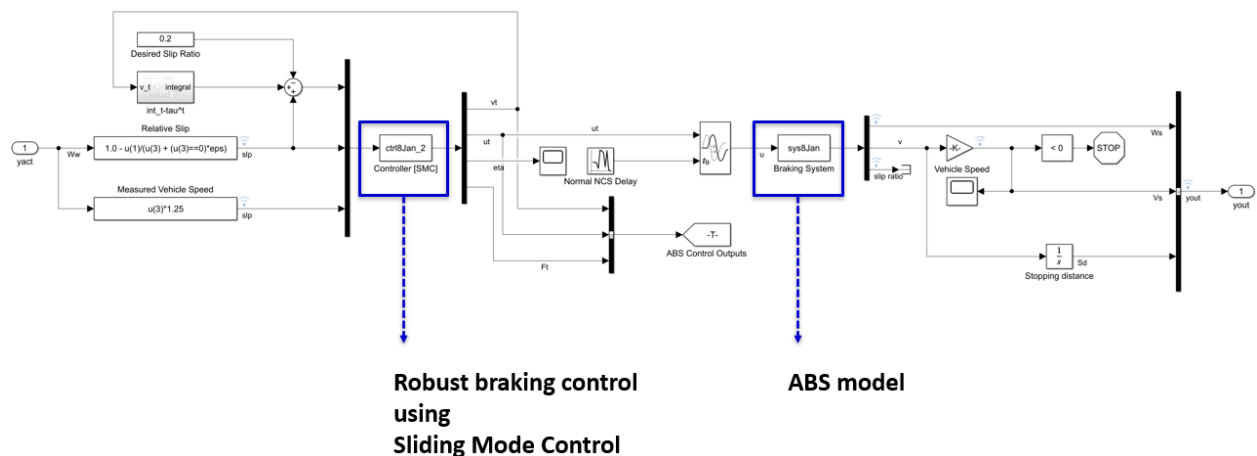 0.2
Desired Slip Ratio
v_t integral
int_t-tau^t
Relative Slip
1
yact
Ww
1.0 - u(1)/(u(3) + (u(3)==0)*eps)
slp
Measured Vehicle Speed
u(3)*1.25
slp
ctrl8Jan_2
Controller [SMC]
vt
ut
eta
Ft
Normal NCS Delay
ut
-T-
ABS Control Outputs
u
sys8Jan
Braking System
v
slip ratio
-K-
Vehicle Speed
< 0
STOP
1
s
Sd
Stopping distance
Ws
Vs
yout
1
yout
Robust braking control
using
Sliding Mode Control
ABS model